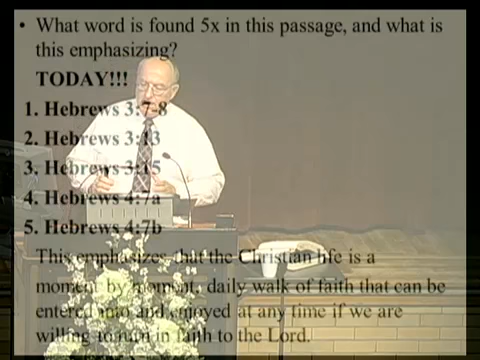 • What word is found 5x in this passage, and what is
this emphasizing?
TODAY!!!
1. Hebrews 3:7-8
2. Hebrews 3:13
3. Hebrews 3:15
4. Hebrews 4:7a
5. Hebrews 4:7b
This emphasizes that the Christian life is a
moment by moment, daily walk of faith that can be
entered into and enjoyed at any time if we are
willing to turn in faith to the Lord.